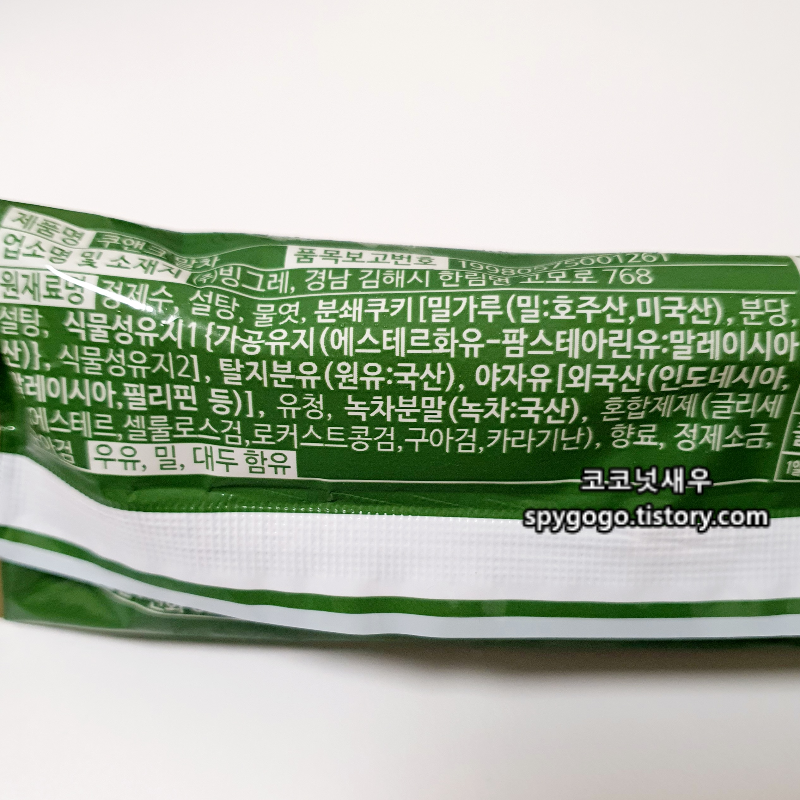 제품명 쿠앤크 말차 품목보고번호 19980575001261
업소명 및 소재지 ㈜빙그레, 경남 김해시 한림면 고모로 768
원재료명 정제수, 설탕, 물엿, 분쇄쿠키[밀가루(밀:호주산,미국산), 분당,
설탕, 식물성유지1{가공유지(에스테르화유-팜스테아린유:말레이시아
산)}, 식물성유지2], 탈지분유(원유:국산), 야자유[외국산(인도네시아,
말레이시아,필리핀 등)], 유청, 녹차분말(녹차:국산), 혼합제제(글리세
에스테르,셀룰로스검,로커스트콩검,구아검,카라기난), 향료, 정제소금,
우유, 밀, 대두 함유
코코넛새우
spygogo.tistory.com